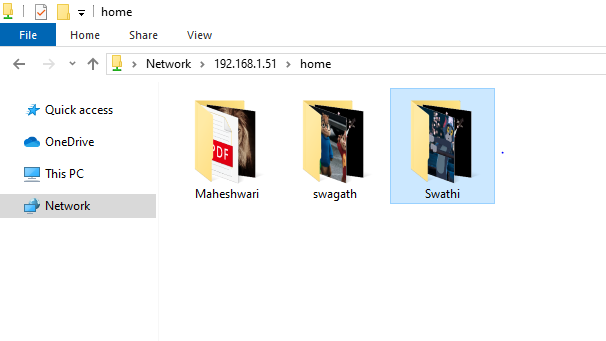 home
File Home Share View
Network 192.168.1.51 home
Quick access
OneDrive
This PC
Network
PDF
Maheshwari swagath Swathi